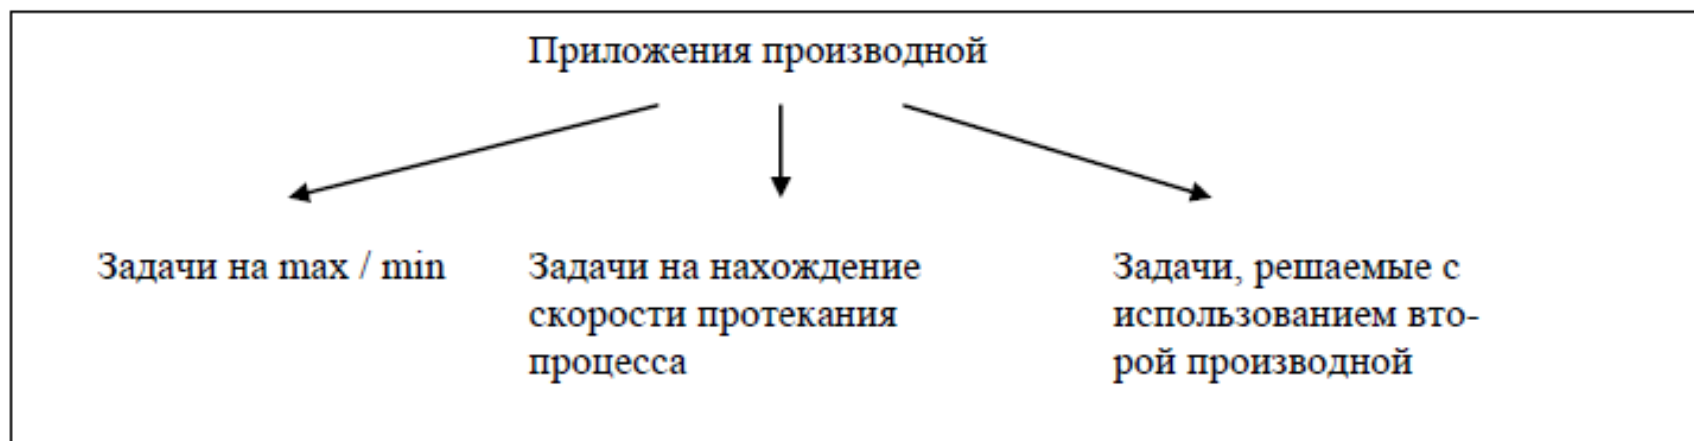 Приложения производной
Задачи на max / min
Задачи на нахождение
скорости протекания
процесса
Задачи, решаемые с
использованием вто-
рой производной